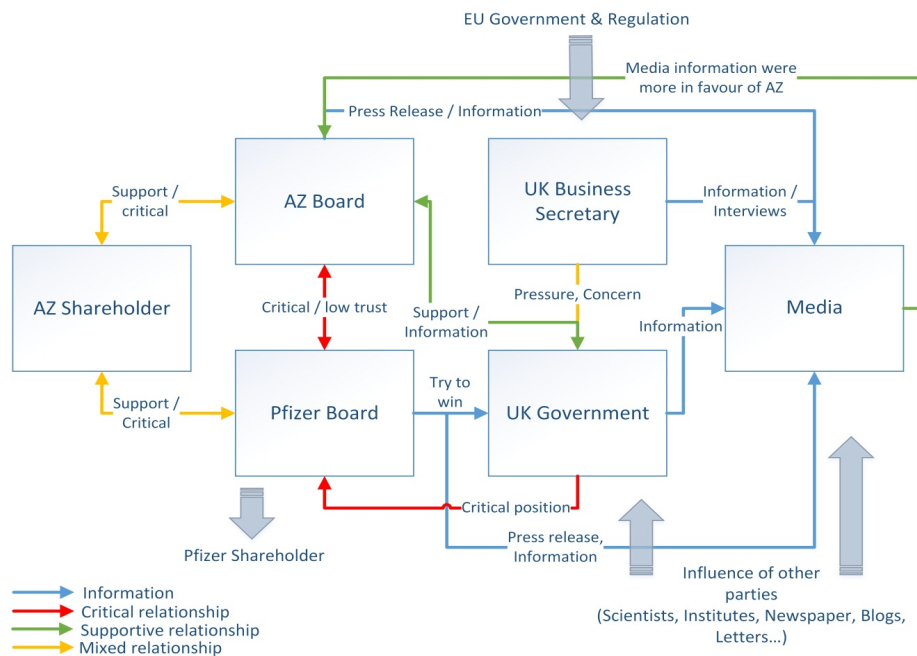 EU Government & Regulation
Media information were
more in favour of AZ
Press Release / Information
Support /
critical
AZ Board
UK Business
Secretary
Information /
Interviews
AZ Shareholder
Critical / low trust
Support /
Information
Pressure, Concern
Information
Media
Support /
Critical
Pfizer Board
Try to
win
UK Government
Critical position
Pfizer Shareholder
Press release,
Information
Influence of other
parties
(Scientists, Institutes, Newspaper, Blogs,
Letters...)
Information
Critical relationship
Supportive relationship
Mixed relationship